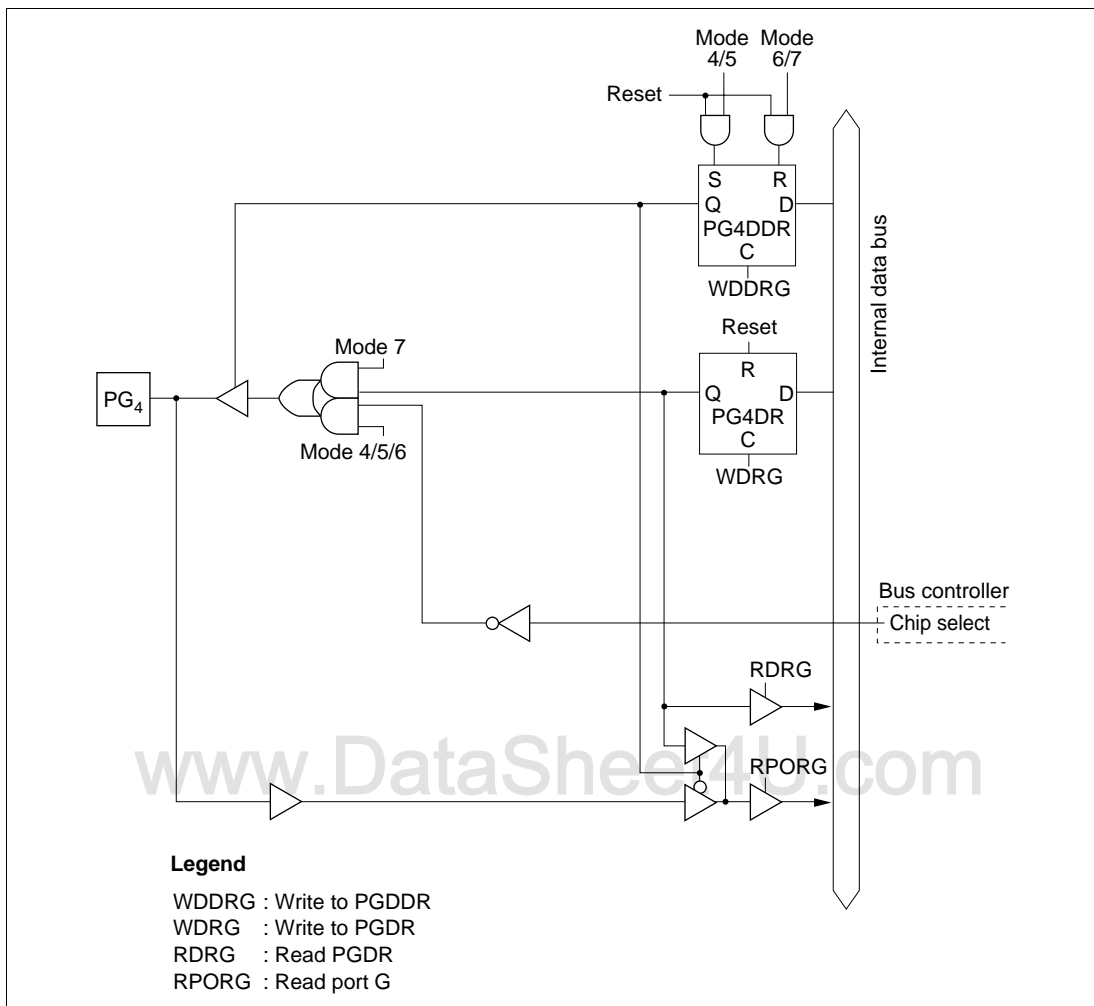 Mode 4/5
Mode 6/7
Reset
S R
Q D
PG4DDR
C
WDDRG
Internal data bus
Reset
R
Mode 7
Q D
PG4DR
C
WDRG
PG4
Mode 4/5/6
Bus controller
Chip select
RDRG
www.DataSheet4U.com
RPORG
Legend
WDDRG : Write to PGDDR
WDRG : Write to PGDR
RDRG : Read PGDR
RPORG : Read port G